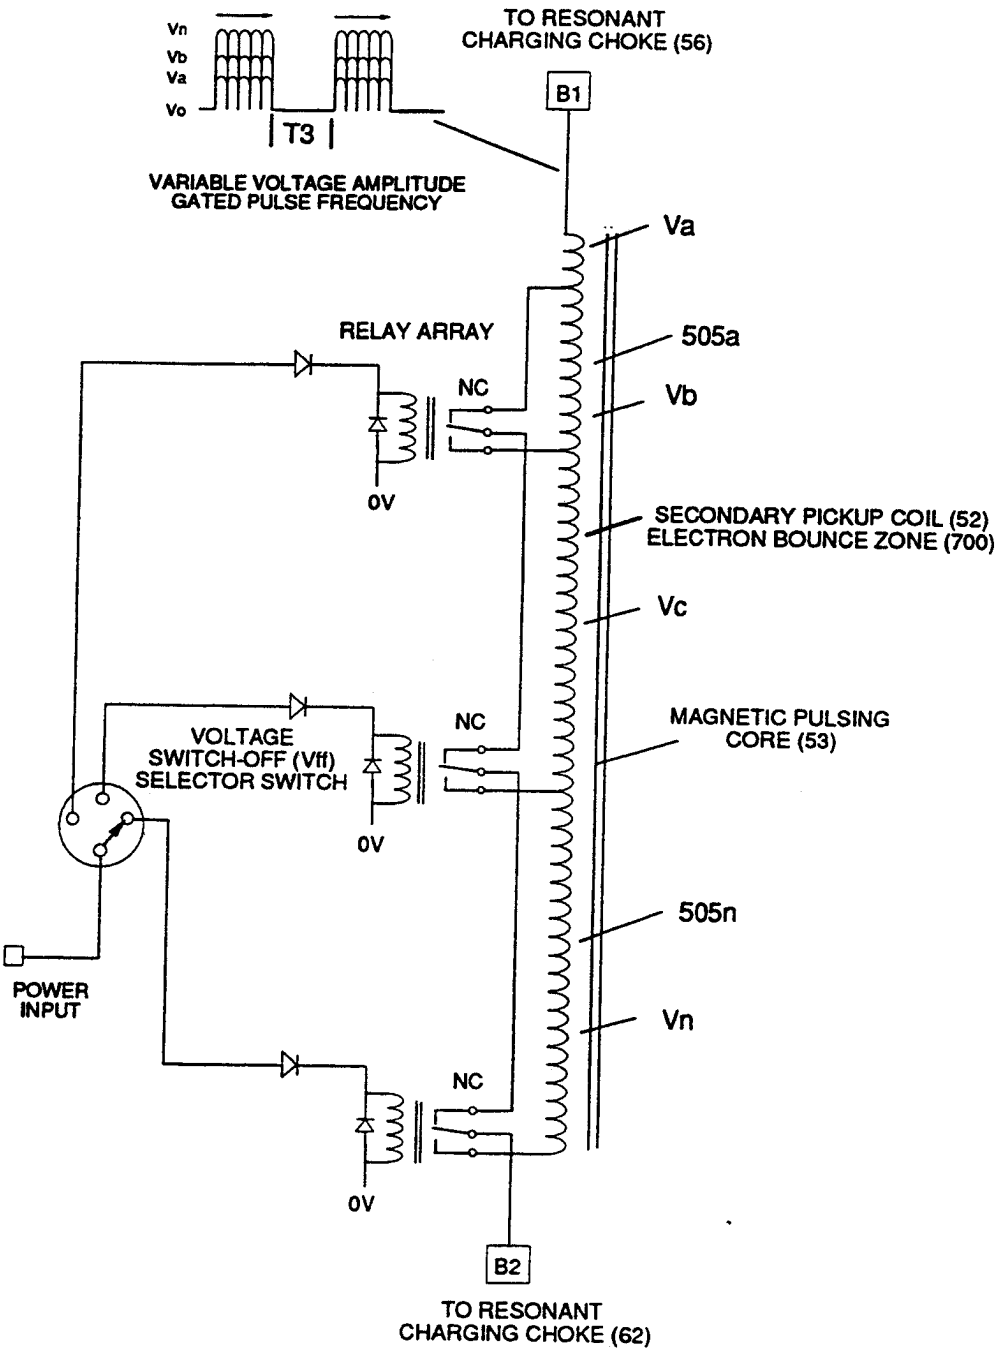 TO RESONANT
CHARGING CHOKE (56)
Vn
Vb
Va
Vo
T3
B1
VARIABLE VOLTAGE AMPLITUDE
GATED PULSE FREQUENCY
Va
RELAY ARRAY
505a
NC
Vb
0V
SECONDARY PICKUP COIL (52)
ELECTRON BOUNCE ZONE (700)
Vc
NC
MAGNETIC PULSING
CORE (53)
VOLTAGE
SWITCH-OFF (Vff)
SELECTOR SWITCH
0V
505n
POWER
INPUT
Vn
NC
0V
B2
TO RESONANT
CHARGING CHOKE (62)